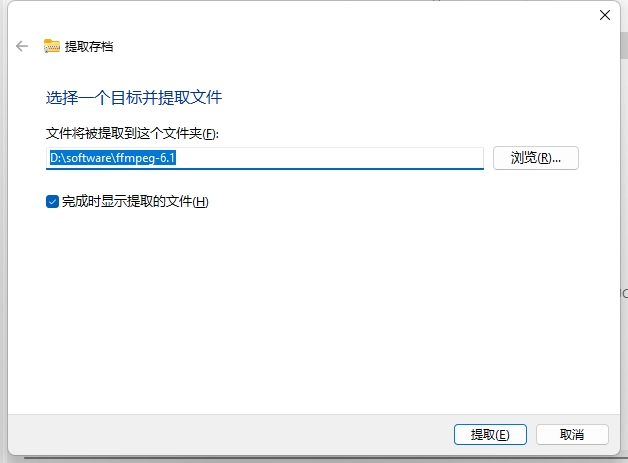 提取存档
选择一个目标并提取文件
文件将被提取到这个文件夹(F):
D:\software\ffmpeg-6.1
浏览(R)...
完成时显示提取的文件(H)
提取(E)
取消